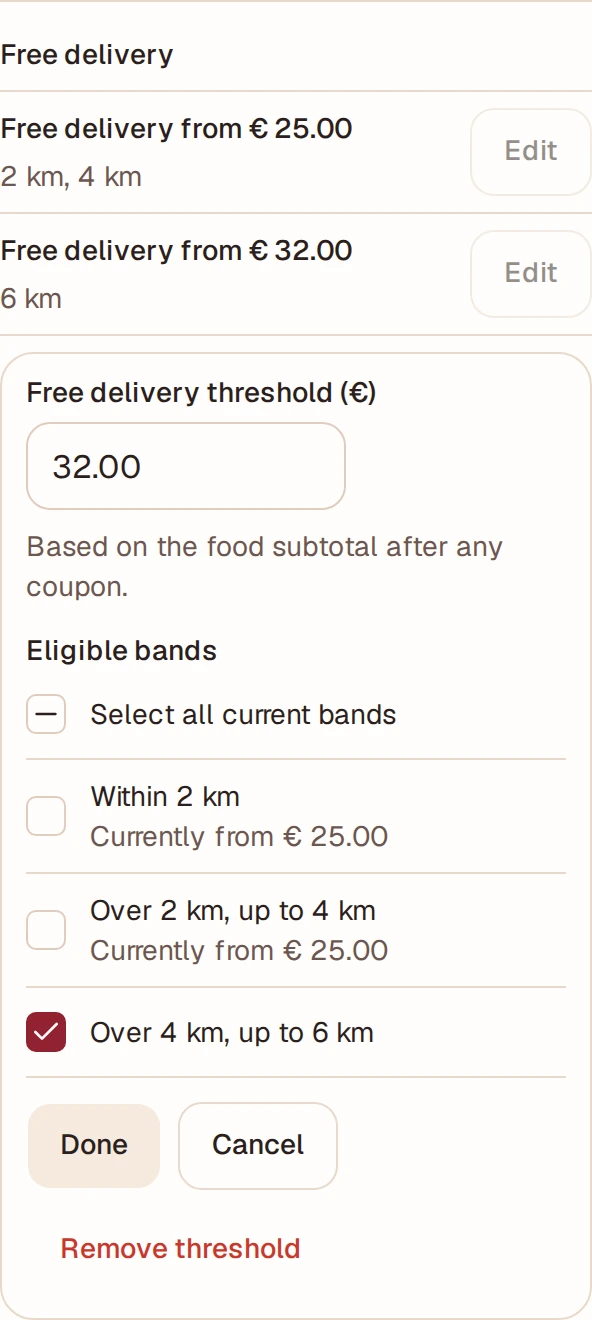 Free delivery
Free delivery from € 25.00
Edit
2 km, 4 km
Free delivery from € 32.00
Edit
6 km
Free delivery threshold (€)
32.00
Based on the food subtotal after any
coupon.
Eligible bands
Select all current bands
Within 2 km
Currently from € 25.00
Over 2 km, up to 4 km
Currently from € 25.00
Over 4 km, up to 6 km
Done
Cancel
Remove threshold